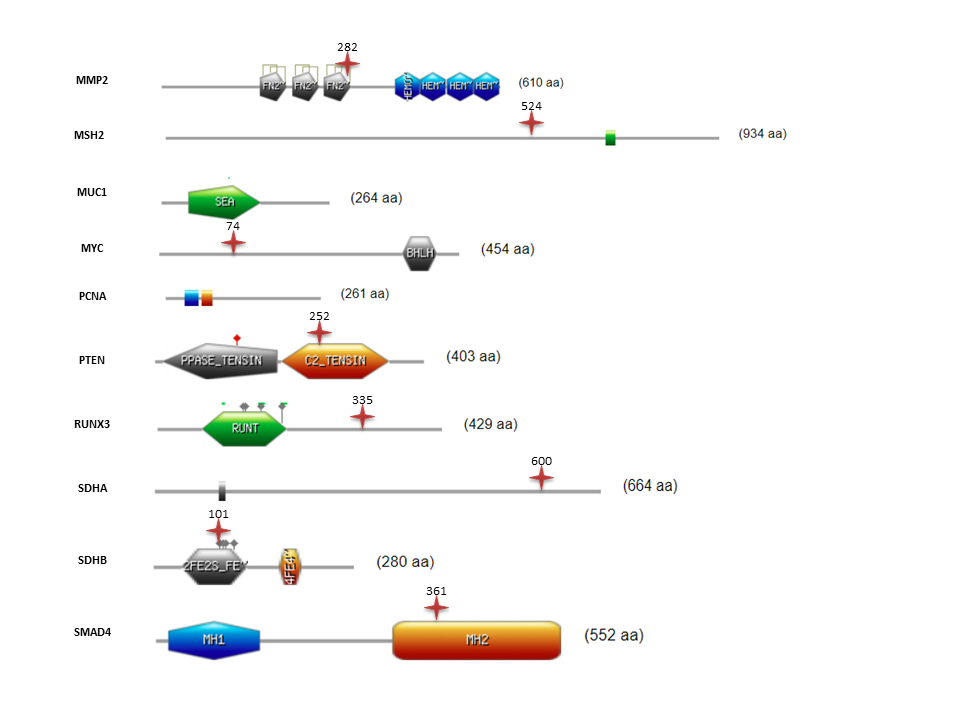 282
MMP2 FN2~ FN2~ FN2~ HEMO~ HEM~ HEM~ HEM~ (610 aa)
524
MSH2 (934 aa)
MUC1 SEA (264 aa)
74
MYC BHLH (454 aa)
PCNA (261 aa)
252
PTEN PPASE_TENSIN C2_TENSIN (403 aa)
335
RUNX3 RUNT (429 aa)
600
SDHA (664 aa)
101
SDHB 2FE2S_FE~ 4FE4~ (280 aa)
361
SMAD4 MH1 MH2 (552 aa)